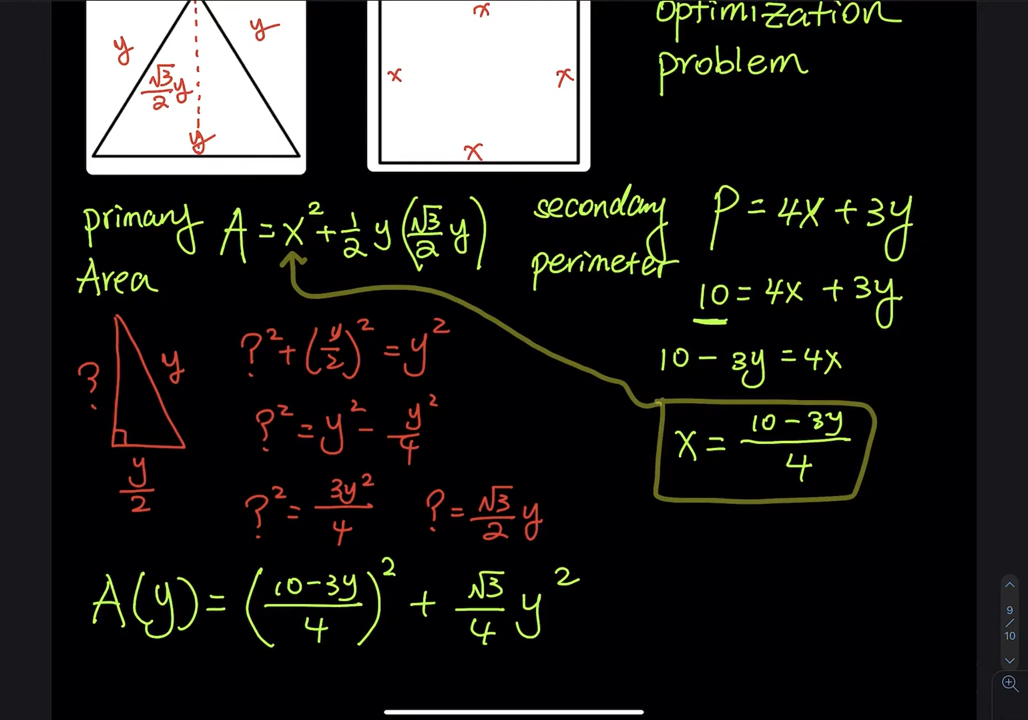 optimization
problem
x
y
y
√3/2 y
x
x
y
x
primary
Area
A = x² + 1/2 y (√3/2 y)
secondary
perimeter
P = 4x + 3y
10 = 4x + 3y
10 - 3y = 4x
x = (10 - 3y)/4
?
y
y/2
?² + (y/2)² = y²
?² = y² - y²/4
?² = 3y²/4
? = √3/2 y
A(y) = ((10-3y)/4)² + √3/4 y²
9
/
10